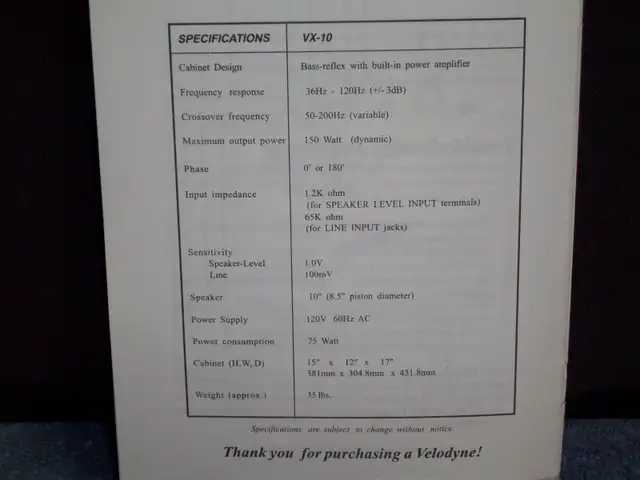 SPECIFICATIONS VX-10
Cabinet Design Bass-reflex with built-in power amplifier
Frequency response 36Hz - 120Hz (+/- 3dB)
Crossover frequency 50-200Hz (variable)
Maximum output power 150 Watt (dynamic)
Phase 0° or 180°
Input impedance 1.2K ohm
(for SPEAKER LEVEL INPUT terminals)
65K ohm
(for LINE INPUT jacks)
Sensitivity
Speaker-Level 1.0V
Line 100mV
Speaker 10" (8.5" piston diameter)
Power Supply 120V 60Hz AC
Power consumption 75 Watt
Cabinet (H,W,D) 15" x 12" x 17"
381mm x 304.8mm x 431.8mm
Weight (approx.) 35 lbs.
Specifications are subject to change without notice
Thank you for purchasing a Velodyne!